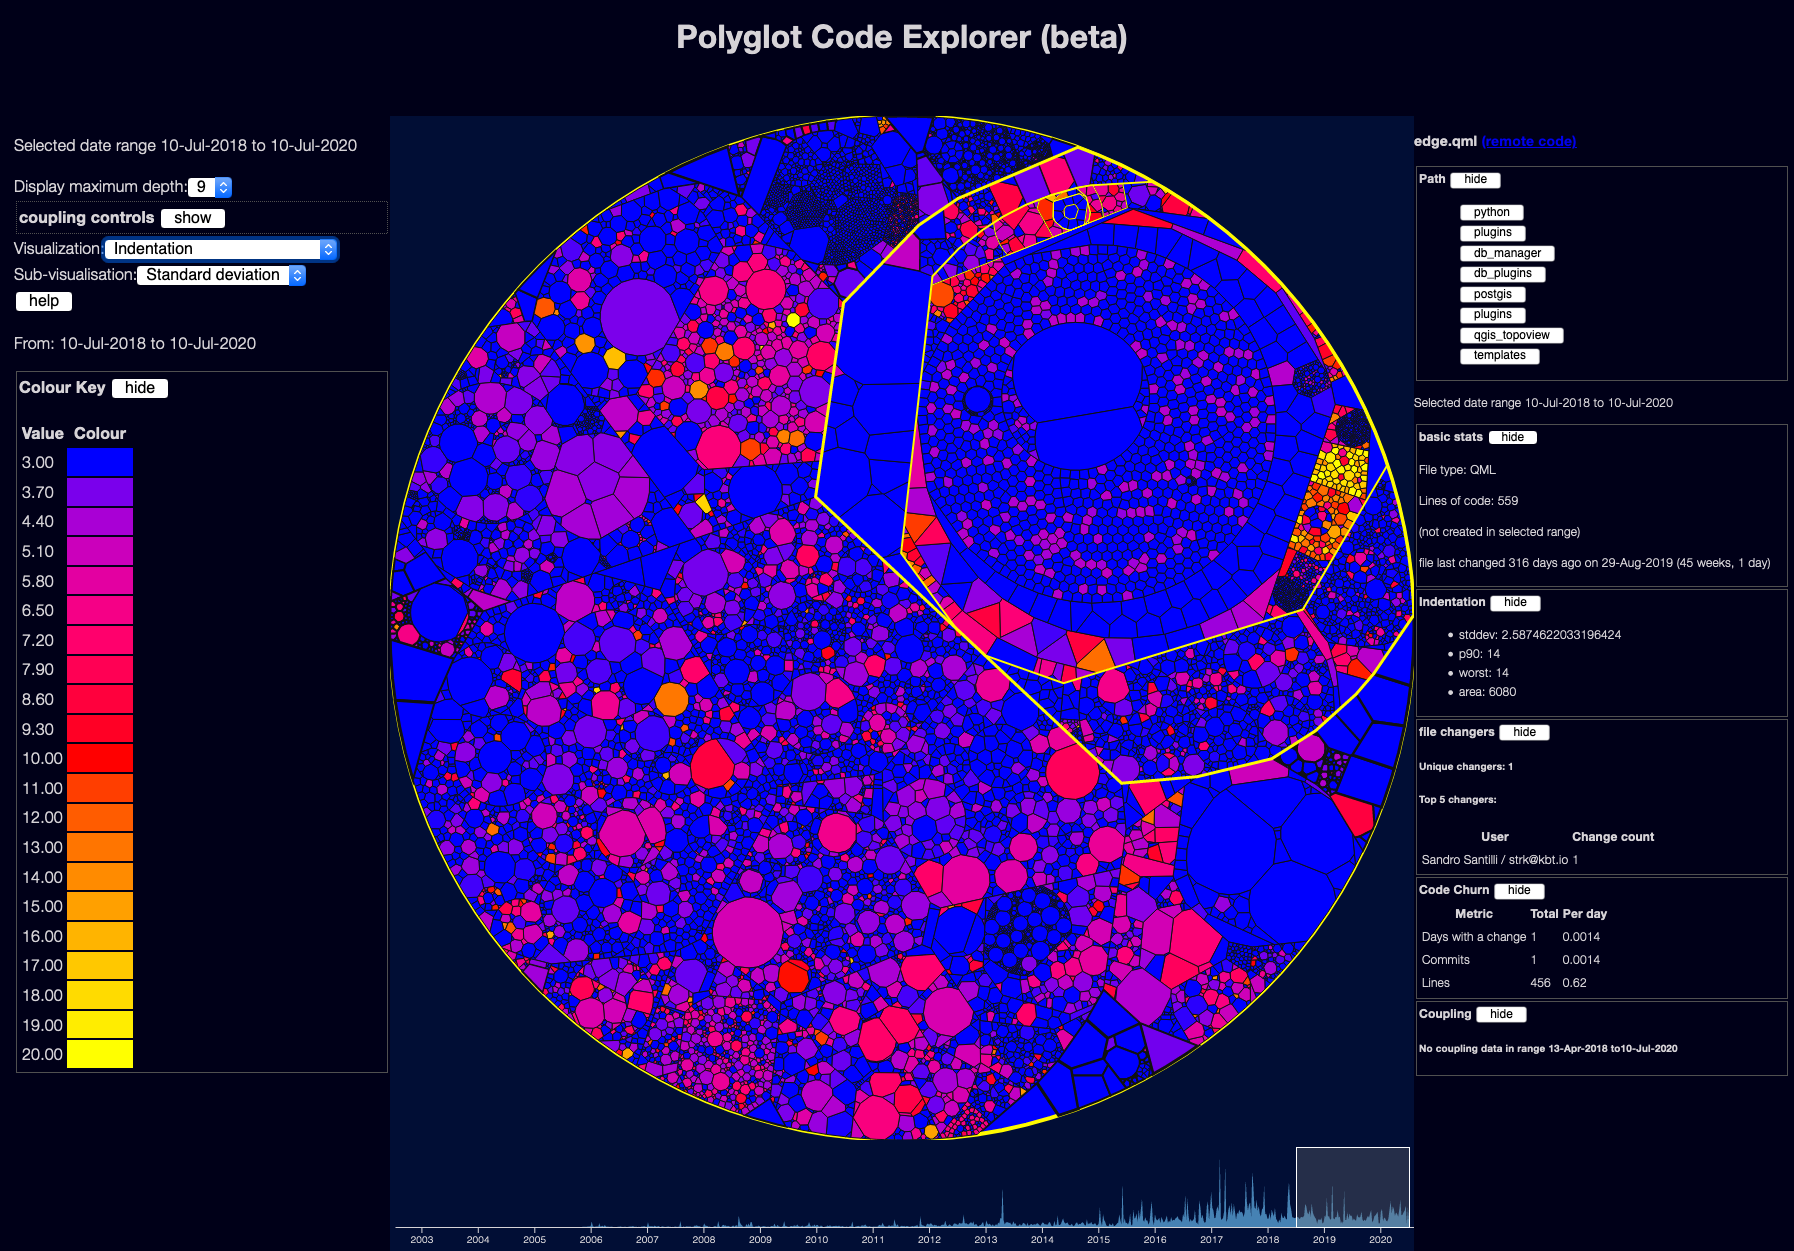 Polyglot Code Explorer (beta)
Selected date range 10-Jul-2018 to 10-Jul-2020
Display maximum depth: 9
coupling controls show
Visualization: Indentation
Sub-visualisation: Standard deviation
help
From: 10-Jul-2018 to 10-Jul-2020
Colour Key hide
Value Colour
3.00
3.70
4.40
5.10
5.80
6.50
7.20
7.90
8.60
9.30
10.00
11.00
12.00
13.00
14.00
15.00
16.00
17.00
18.00
19.00
20.00
2003 2004 2005 2006 2007 2008 2009 2010 2011 2012 2013 2014 2015 2016 2017 2018 2019 2020
edge.qml (remote code)
Path hide
python
plugins
db_manager
db_plugins
postgis
plugins
qgis_topoview
templates
Selected date range 10-Jul-2018 to 10-Jul-2020
basic stats hide
File type: QML
Lines of code: 559
(not created in selected range)
file last changed 316 days ago on 29-Aug-2019 (45 weeks, 1 day)
Indentation hide
• stddev: 2.5874622033196424
• p90: 14
• worst: 14
• area: 6080
file changers hide
Unique changers: 1
Top 5 changers:
User Change count
Sandro Santilli / strk@kbt.io 1
Code Churn hide
Metric Total Per day
Days with a change 1 0.0014
Commits 1 0.0014
Lines 456 0.62
Coupling hide
No coupling data in range 13-Apr-2018 to10-Jul-2020